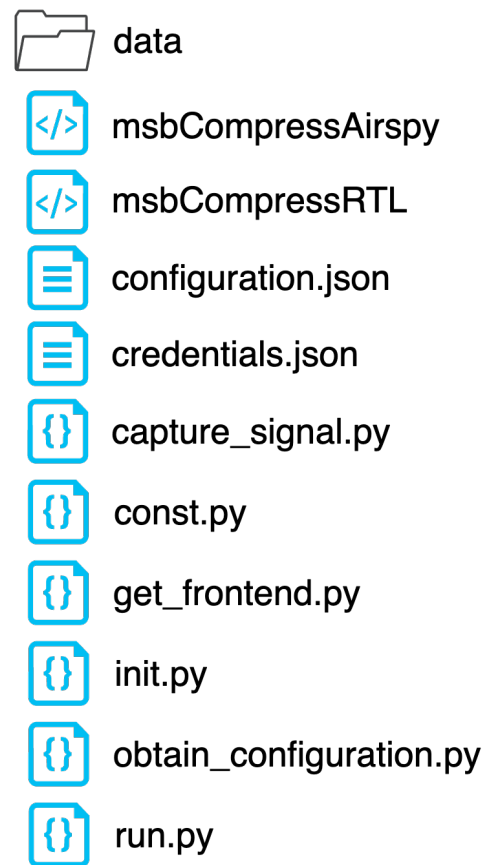 data
</> msbCompressAirspy
</> msbCompressRTL
configuration.json
credentials.json
{} capture_signal.py
{} const.py
{} get_frontend.py
{} init.py
{} obtain_configuration.py
{} run.py